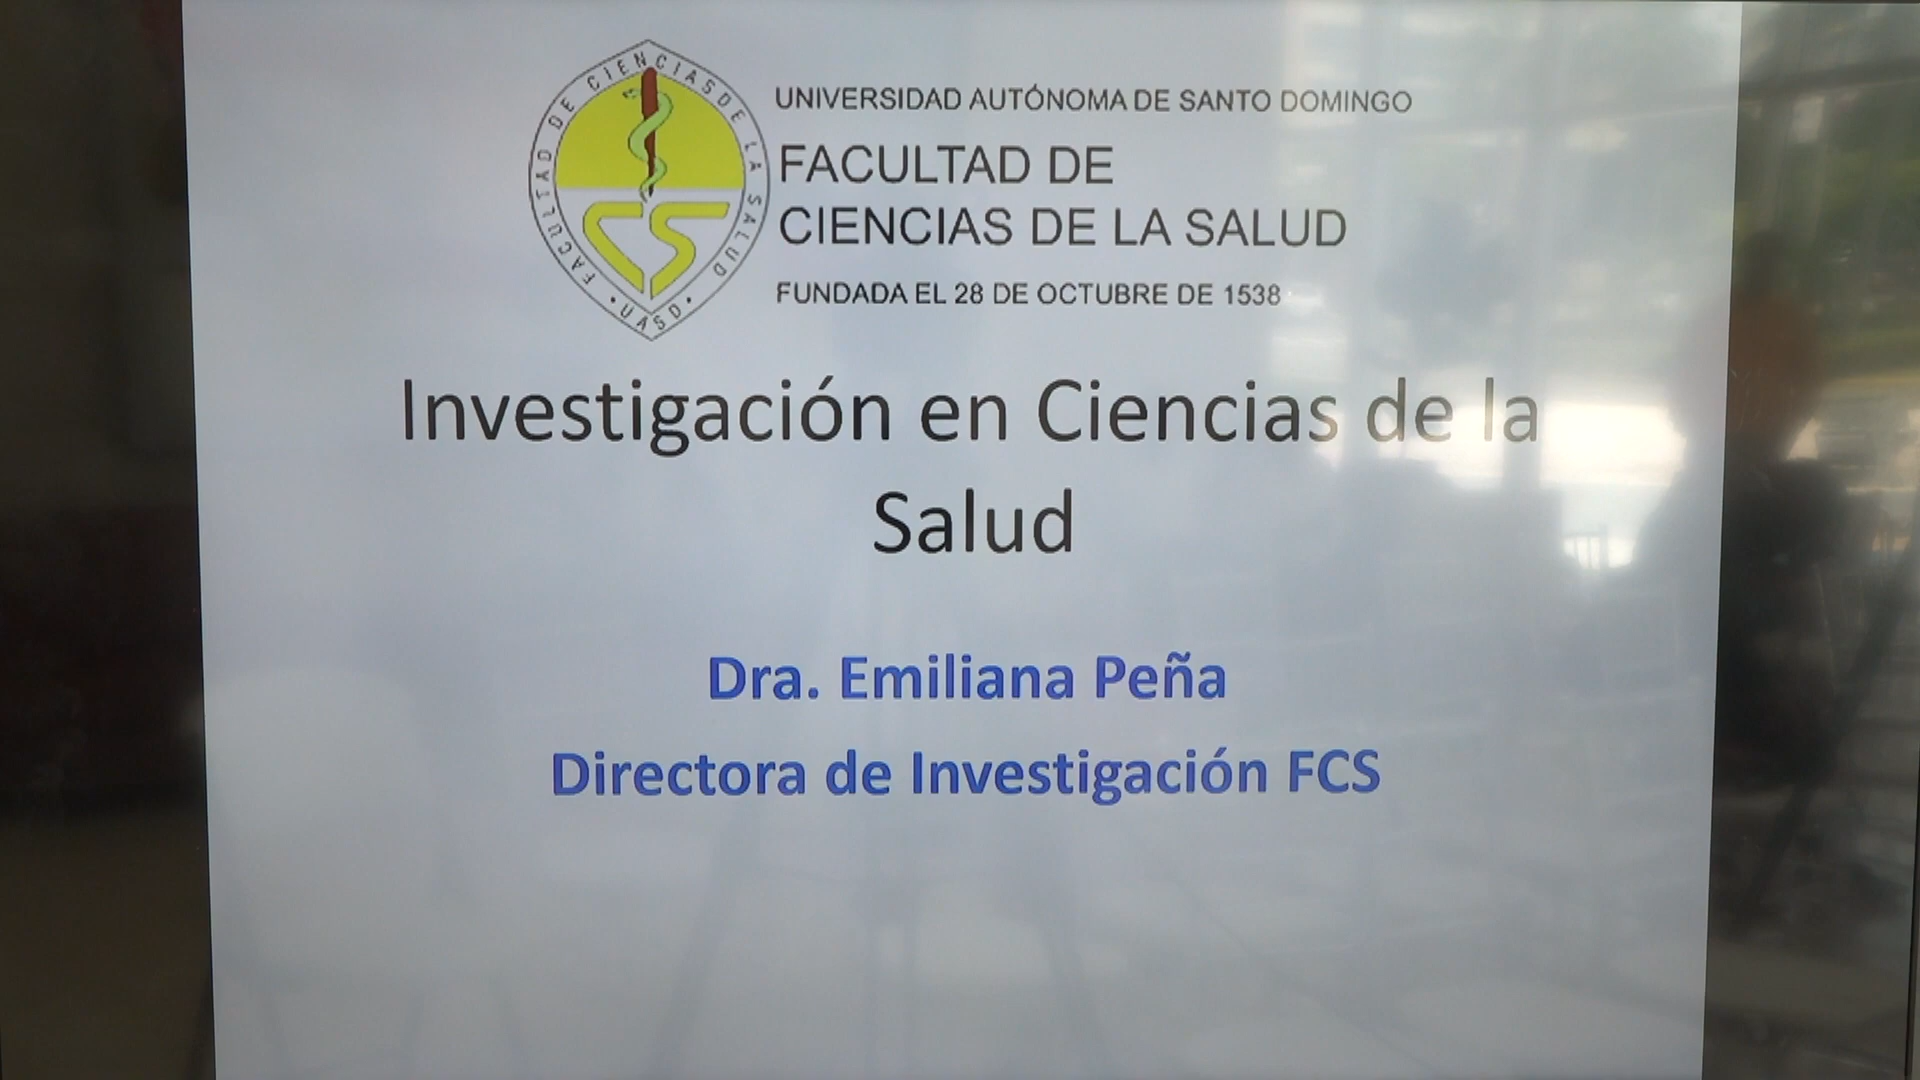 FACULTAD DE CIENCIAS DE LA SALUD
• UASD •
CS
UNIVERSIDAD AUTÓNOMA DE SANTO DOMINGO
FACULTAD DE
CIENCIAS DE LA SALUD
FUNDADA EL 28 DE OCTUBRE DE 1538
Investigación en Ciencias de la
Salud
Dra. Emiliana Peña
Directora de Investigación FCS